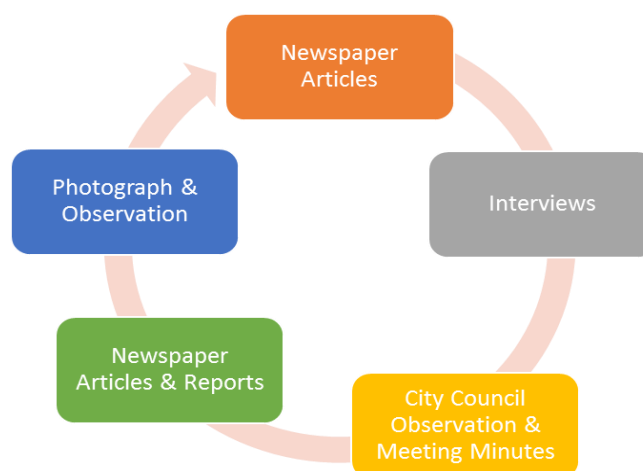 Newspaper
Articles
Interviews
City Council
Observation &
Meeting Minutes
Newspaper
Articles & Reports
Photograph &
Observation